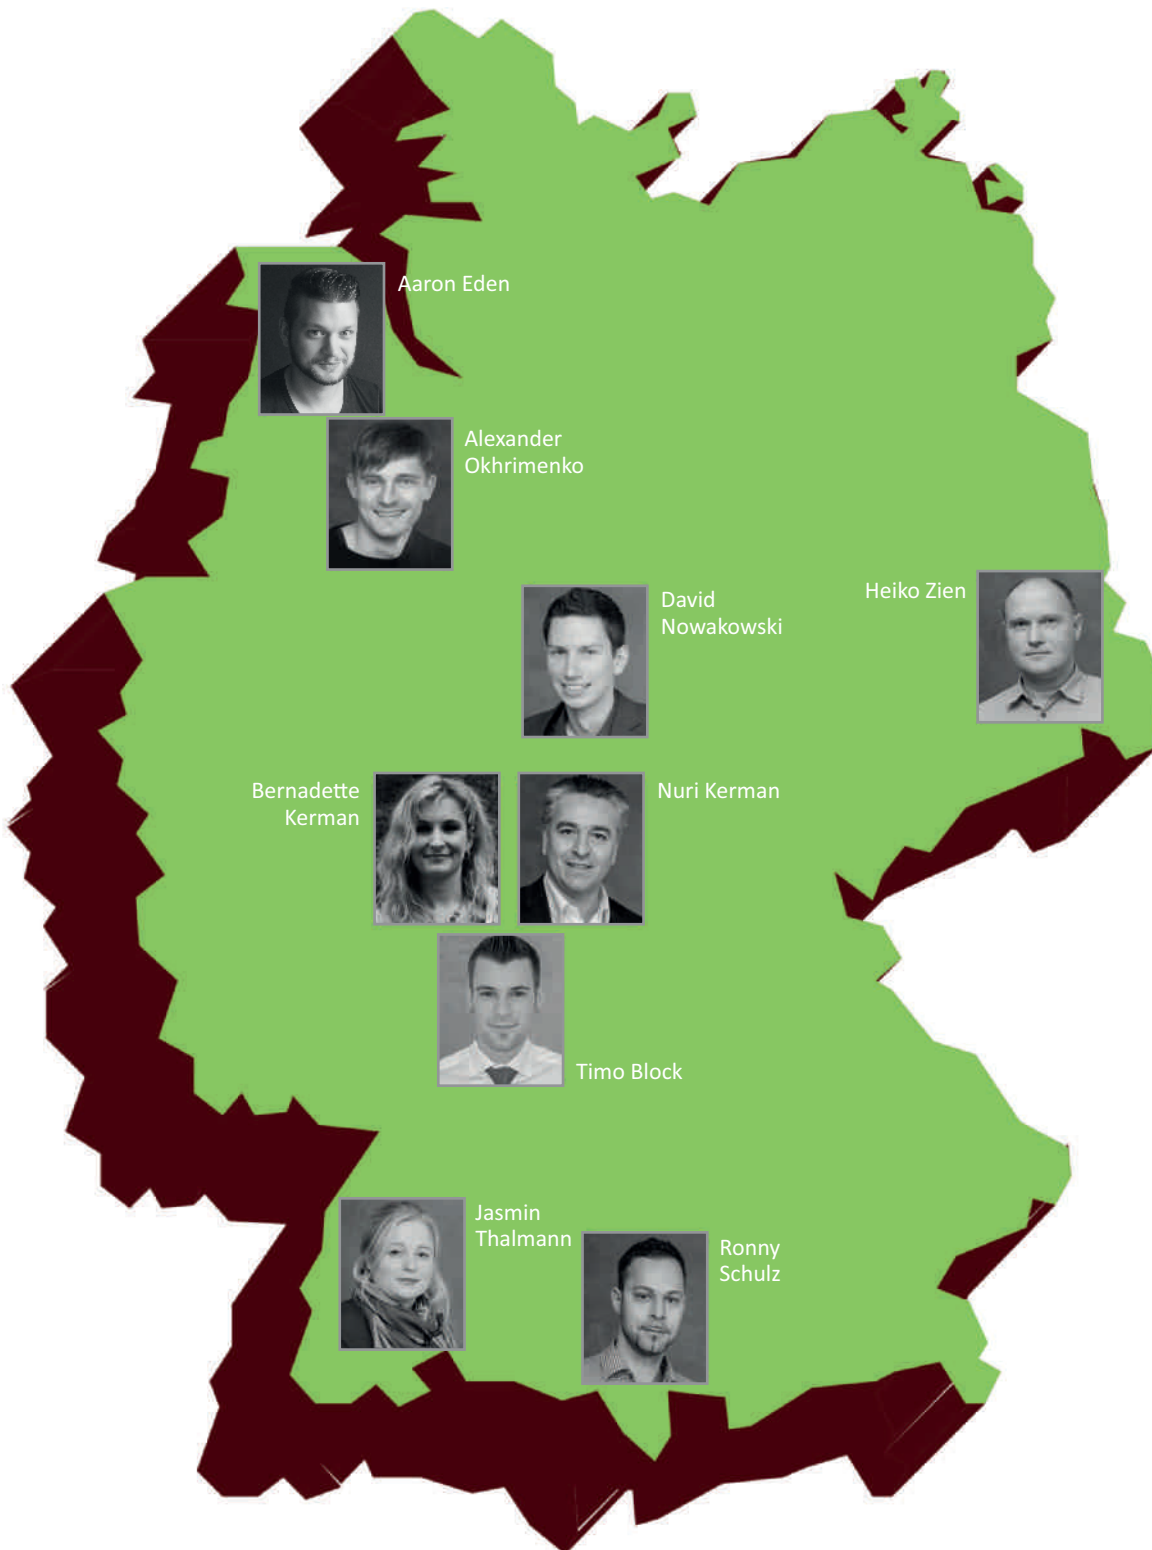 Aaron Eden
Alexander
Okhrimenko
David
Nowakowski
Heiko Zien
Bernadette
Kerman
Nuri Kerman
Timo Block
Jasmin
Thalmann
Ronny
Schulz